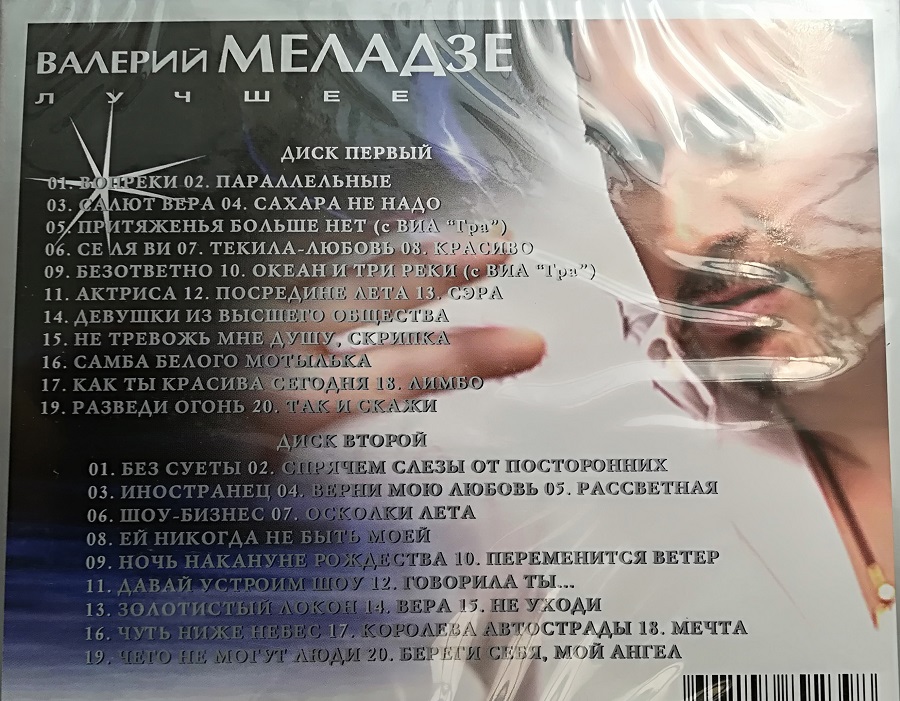 ВАЛЕРИЙ МЕЛАДЗЕ
ЛУЧШЕЕ
ДИСК ПЕРВЫЙ
01. ВОПРЕКИ 02. ПАРАЛЛЕЛЬНЫЕ
03. САЛЮТ ВЕРА 04. САХАРА НЕ НАДО
05. ПРИТЯЖЕНЬЯ БОЛЬШЕ НЕТ (с ВИА "Гра")
06. СЕ ЛЯ ВИ 07. ТЕКИЛА-ЛЮБОВЬ 08. КРАСИВО
09. БЕЗОТВЕТНО 10. ОКЕАН И ТРИ РЕКИ (с ВИА "Гра")
11. АКТРИСА 12. ПОСРЕДИНЕ ЛЕТА 13. СЭРА
14. ДЕВУШКИ ИЗ ВЫСШЕГО ОБЩЕСТВА
15. НЕ ТРЕВОЖЬ МНЕ ДУШУ, СКРИПКА
16. САМБА БЕЛОГО МОТЫЛЬКА
17. КАК ТЫ КРАСИВА СЕГОДНЯ 18. ЛИМБО
19. РАЗВЕДИ ОГОНЬ 20. ТАК И СКАЖИ
ДИСК ВТОРОЙ
01. БЕЗ СУЕТЫ 02. СПРЯЧЕМ СЛЕЗЫ ОТ ПОСТОРОННИХ
03. ИНОСТРАНЕЦ 04. ВЕРНИ МОЮ ЛЮБОВЬ 05. РАССВЕТНАЯ
06. ШОУ-БИЗНЕС 07. ОСКОЛКИ ЛЕТА
08. ЕЙ НИКОГДА НЕ БЫТЬ МОЕЙ
09. НОЧЬ НАКАНУНЕ РОЖДЕСТВА 10. ПЕРЕМЕНИТСЯ ВЕТЕР
11. ДАВАЙ УСТРОИМ ШОУ 12. ГОВОРИЛА ТЫ...
13. ЗОЛОТИСТЫЙ ЛОКОН 14. ВЕРА 15. НЕ УХОДИ
16. ЧУТЬ НИЖЕ НЕБЕС 17. КОРОЛЕВА АВТОСТРАДЫ 18. МЕЧТА
19. ЧЕГО НЕ МОГУТ ЛЮДИ 20. БЕРЕГИ СЕБЯ, МОЙ АНГЕЛ